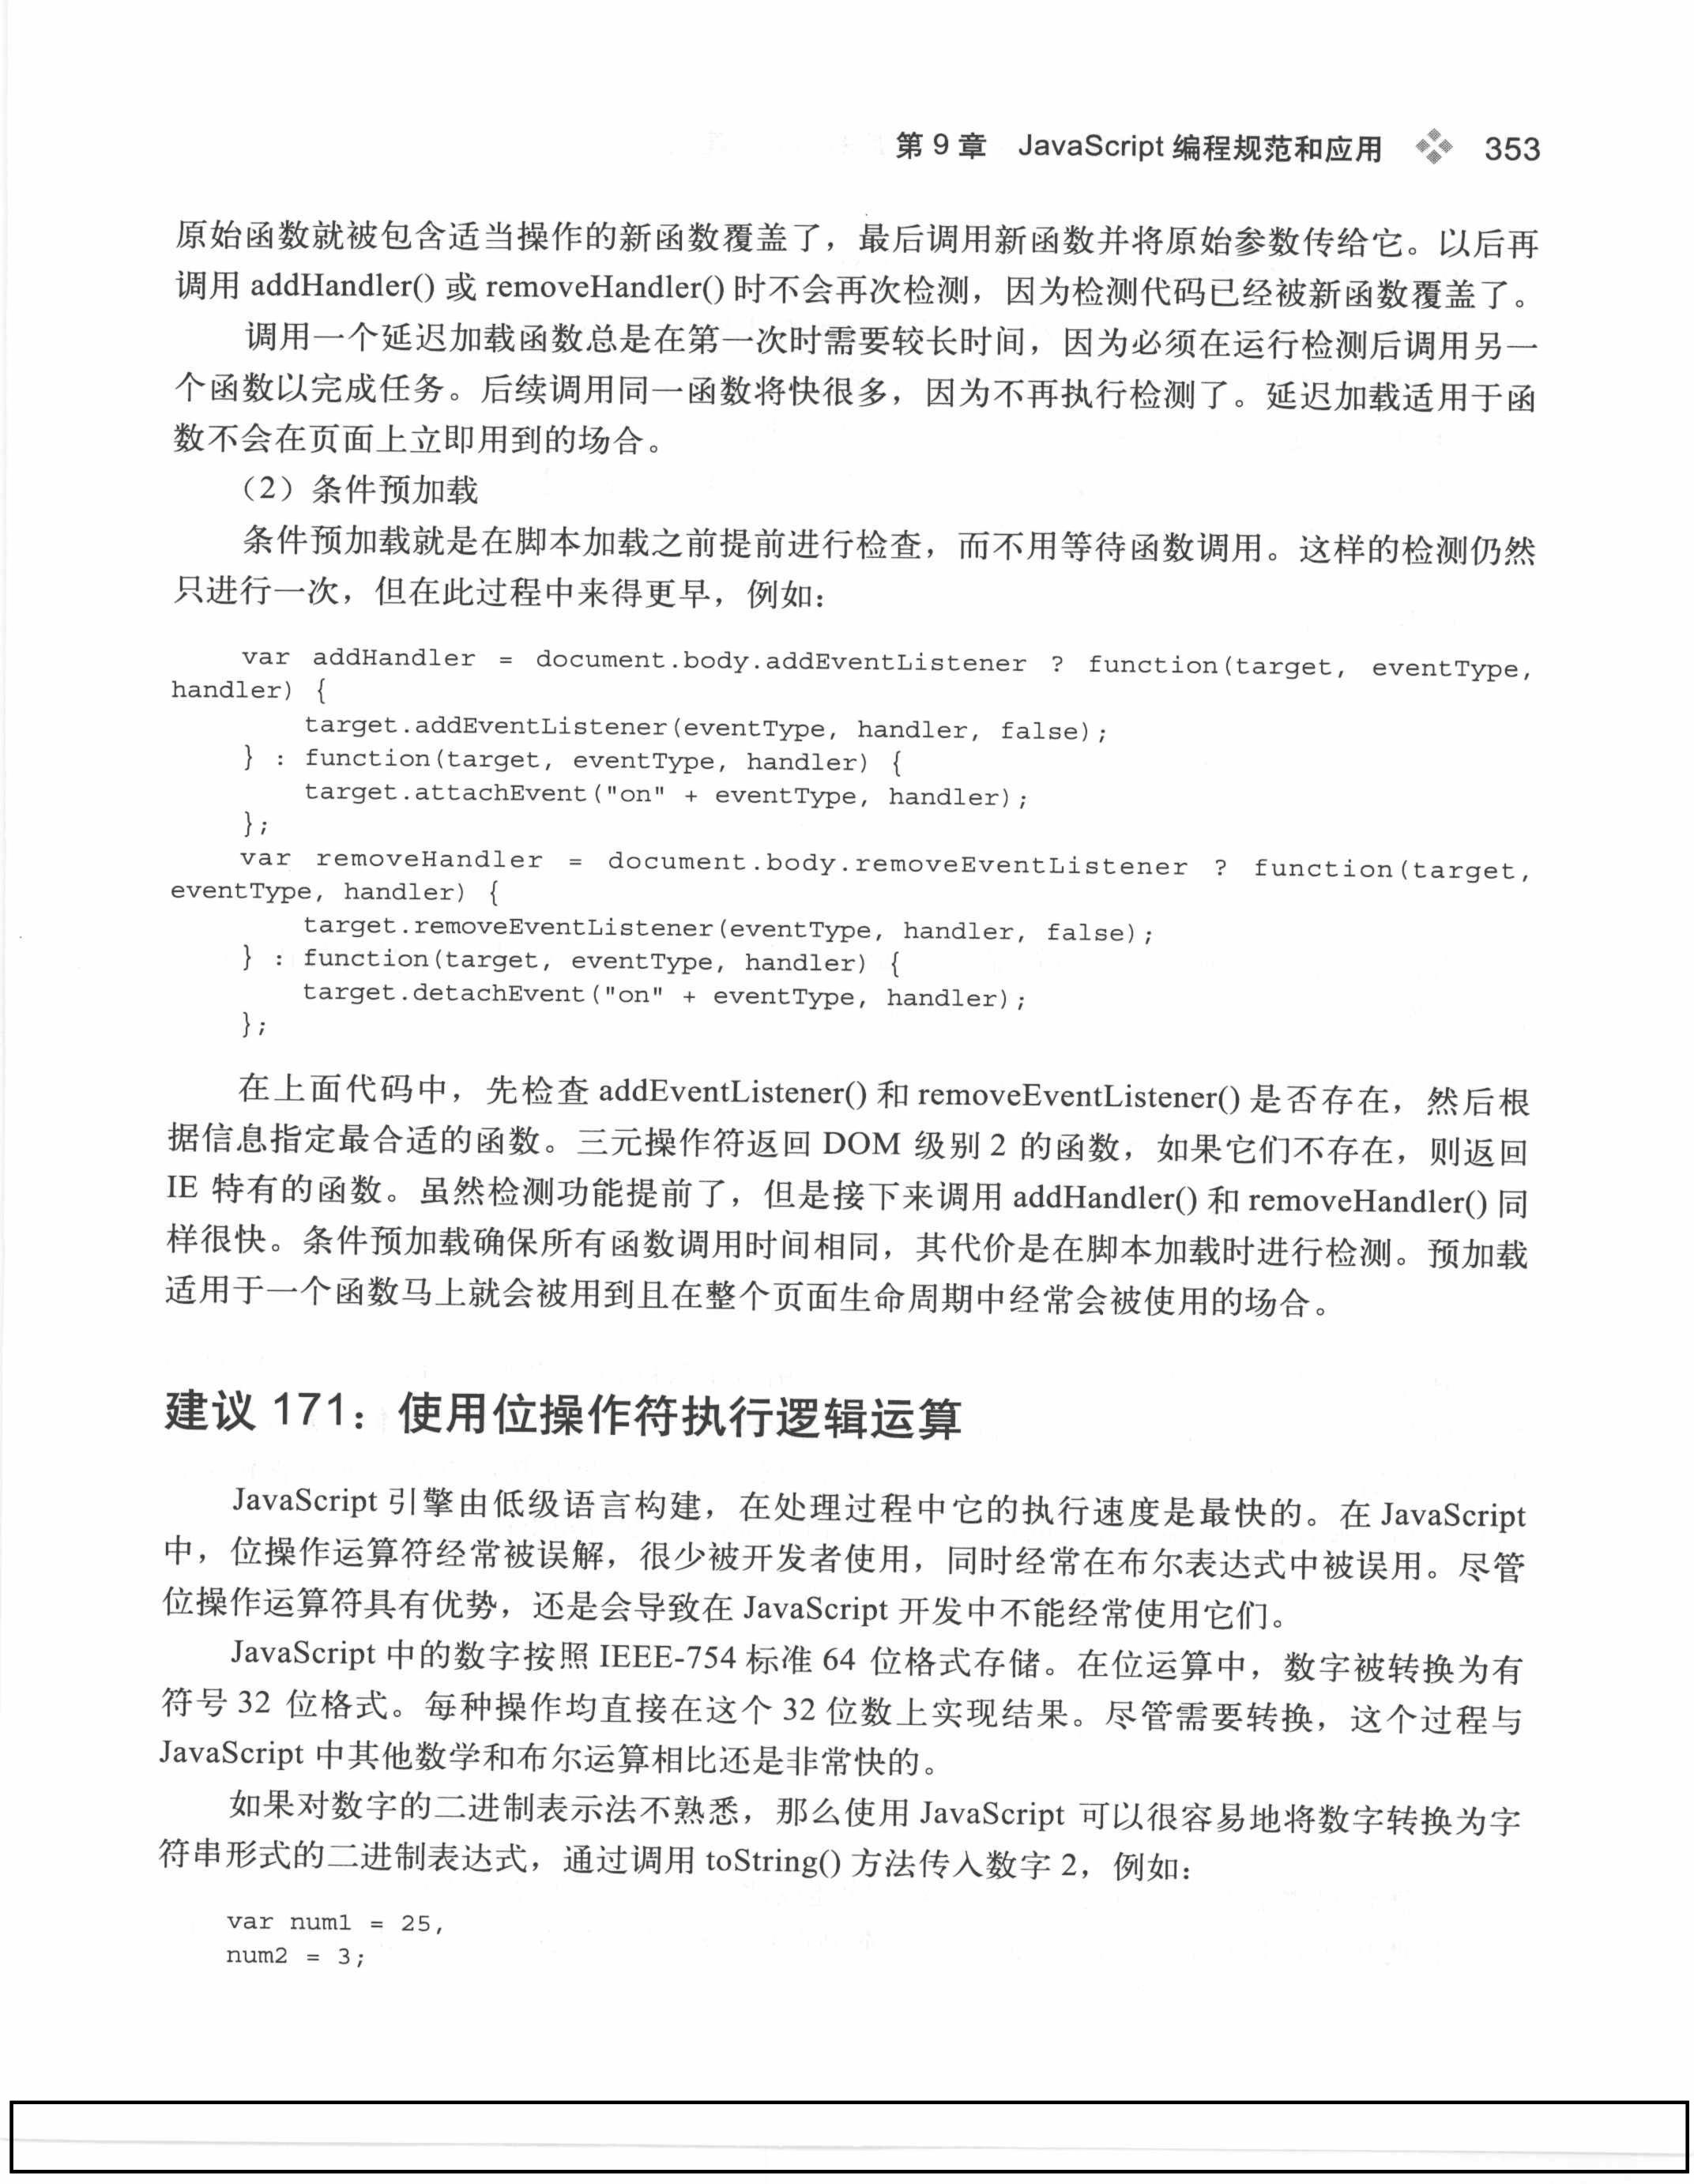 第 9 章 JavaScript 编程规范和应用 353
原始函数就被包含适当操作的新函数覆盖了，最后调用新函数并将原始参数传给它。以后再
调用 addHandler() 或 removeHandler() 时不会再次检测，因为检测代码已经被新函数覆盖了。
调用一个延迟加载函数总是在第一次时需要较长时间，因为必须在运行检测后调用另一
个函数以完成任务。后续调用同一函数将快很多，因为不再执行检测了。延迟加载适用于函
数不会在页面上立即用到的场合。
（2）条件预加载
条件预加载就是在脚本加载之前提前进行检查，而不用等待函数调用。这样的检测仍然
只进行一次，但在此过程中来得更早，例如：
var addHandler = document.body.addEventListener ? function(target, eventType,
handler) {
target.addEventListener(eventType, handler, false);
} : function(target, eventType, handler) {
target.attachEvent("on" + eventType, handler);
};
var removeHandler = document.body.removeEventListener ? function(target,
eventType, handler) {
target.removeEventListener(eventType, handler, false);
} : function(target, eventType, handler) {
target.detachEvent("on" + eventType, handler);
};
在上面代码中，先检查 addEventListener() 和 removeEventListener() 是否存在，然后根
据信息指定最合适的函数。三元操作符返回 DOM 级别 2 的函数，如果它们不存在，则返回
IE 特有的函数。虽然检测功能提前了，但是接下来调用 addHandler() 和 removeHandler() 同
样很快。条件预加载确保所有函数调用时间相同，其代价是在脚本加载时进行检测。预加载
适用于一个函数马上就会被用到且在整个页面生命周期中经常会被使用的场合。
建议 171：使用位操作符执行逻辑运算
JavaScript 引擎由低级语言构建，在处理过程中它的执行速度是最快的。在 JavaScript
中，位操作运算符经常被误解，很少被开发者使用，同时经常在布尔表达式中被误用。尽管
位操作运算符具有优势，还是会导致在 JavaScript 开发中不能经常使用它们。
JavaScript 中的数字按照 IEEE-754 标准 64 位格式存储。在位运算中，数字被转换为有
符号 32 位格式。每种操作均直接在这个 32 位数上实现结果。尽管需要转换，这个过程与
JavaScript 中其他数学和布尔运算相比还是非常快的。
如果对数字的二进制表示法不熟悉，那么使用 JavaScript 可以很容易地将数字转换为字
符串形式的二进制表达式，通过调用 toString() 方法传入数字 2，例如：
var num1 = 25,
num2 = 3;